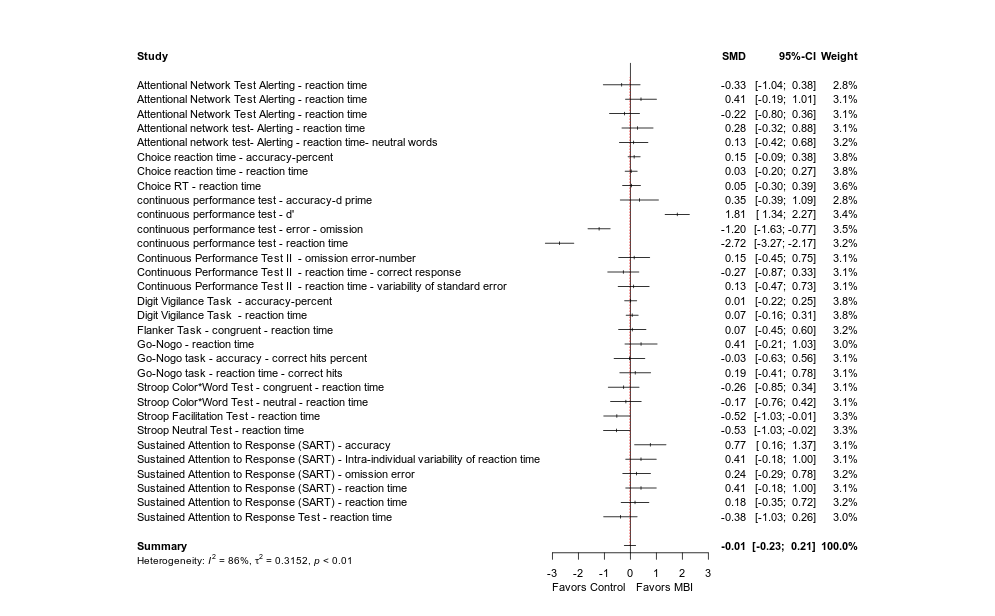 Study SMD 95%-CI Weight
Attentional Network Test Alerting - reaction time -0.33 [-1.04; 0.38] 2.8%
Attentional Network Test Alerting - reaction time 0.41 [-0.19; 1.01] 3.1%
Attentional Network Test Alerting - reaction time -0.22 [-0.80; 0.36] 3.1%
Attentional network test- Alerting - reaction time 0.28 [-0.32; 0.88] 3.1%
Attentional network test- Alerting - reaction time- neutral words 0.13 [-0.42; 0.68] 3.2%
Choice reaction time - accuracy-percent 0.15 [-0.09; 0.38] 3.8%
Choice reaction time - reaction time 0.03 [-0.20; 0.27] 3.8%
Choice RT - reaction time 0.05 [-0.30; 0.39] 3.6%
continuous performance test - accuracy-d prime 0.35 [-0.39; 1.09] 2.8%
continuous performance test - d' 1.81 [ 1.34; 2.27] 3.4%
continuous performance test - error - omission -1.20 [-1.63; -0.77] 3.5%
continuous performance test - reaction time -2.72 [-3.27; -2.17] 3.2%
Continuous Performance Test II - omission error-number 0.15 [-0.45; 0.75] 3.1%
Continuous Performance Test II - reaction time - correct response -0.27 [-0.87; 0.33] 3.1%
Continuous Performance Test II - reaction time - variability of standard error 0.13 [-0.47; 0.73] 3.1%
Digit Vigilance Task - accuracy-percent 0.01 [-0.22; 0.25] 3.8%
Digit Vigilance Task - reaction time 0.07 [-0.16; 0.31] 3.8%
Flanker Task - congruent - reaction time 0.07 [-0.45; 0.60] 3.2%
Go-Nogo - reaction time 0.41 [-0.21; 1.03] 3.0%
Go-Nogo task - accuracy - correct hits percent -0.03 [-0.63; 0.56] 3.1%
Go-Nogo task - reaction time - correct hits 0.19 [-0.41; 0.78] 3.1%
Stroop Color*Word Test - congruent - reaction time -0.26 [-0.85; 0.34] 3.1%
Stroop Color*Word Test - neutral - reaction time -0.17 [-0.76; 0.42] 3.1%
Stroop Facilitation Test - reaction time -0.52 [-1.03; -0.01] 3.3%
Stroop Neutral Test - reaction time -0.53 [-1.03; -0.02] 3.3%
Sustained Attention to Response (SART) - accuracy 0.77 [ 0.16; 1.37] 3.1%
Sustained Attention to Response (SART) - Intra-individual variability of reaction time 0.41 [-0.18; 1.00] 3.1%
Sustained Attention to Response (SART) - omission error 0.24 [-0.29; 0.78] 3.2%
Sustained Attention to Response (SART) - reaction time 0.41 [-0.18; 1.00] 3.1%
Sustained Attention to Response (SART) - reaction time 0.18 [-0.35; 0.72] 3.2%
Sustained Attention to Response Test - reaction time -0.38 [-1.03; 0.26] 3.0%
Summary -0.01 [-0.23; 0.21] 100.0%
Heterogeneity: I² = 86%, τ² = 0.3152, p < 0.01
-3 -2 -1 0 1 2 3
Favors Control Favors MBI